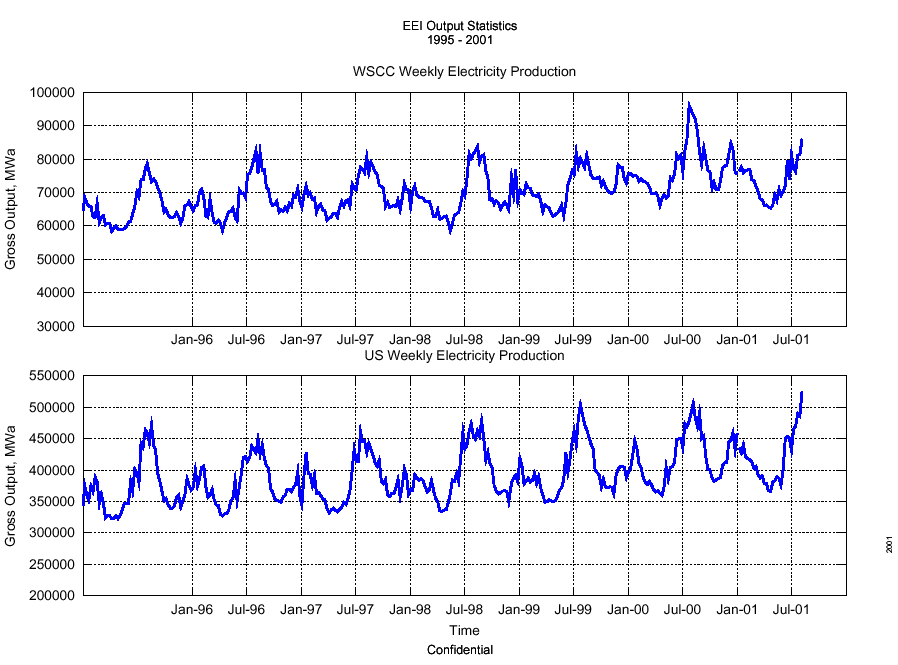 EEI Output Statistics
1995 - 2001
WSCC Weekly Electricity Production
Gross Output, MWa
100000
90000
80000
70000
60000
50000
40000
30000
Jan-96 Jul-96 Jan-97 Jul-97 Jan-98 Jul-98 Jan-99 Jul-99 Jan-00 Jul-00 Jan-01 Jul-01
US Weekly Electricity Production
Gross Output, MWa
550000
500000
450000
400000
350000
300000
250000
200000
Jan-96 Jul-96 Jan-97 Jul-97 Jan-98 Jul-98 Jan-99 Jul-99 Jan-00 Jul-00 Jan-01 Jul-01
Time
Confidential
2001